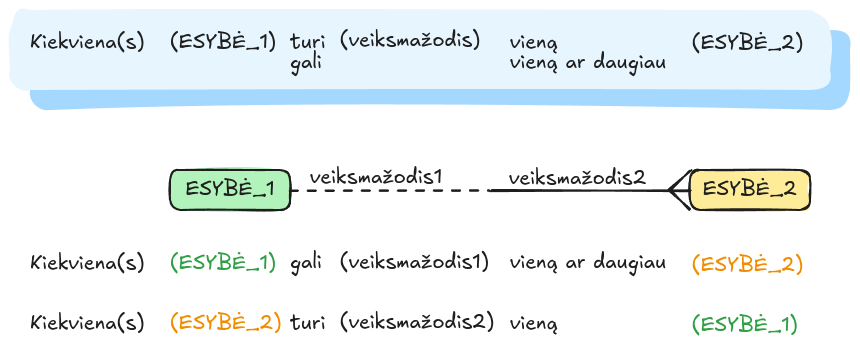 Kiekviena(s) (ESYBĖ_1) turi (veiksmažodis) vieną (ESYBĖ_2)
gali vieną ar daugiau
veiksmažodis1 veiksmažodis2
ESYBĖ_1 ESYBĖ_2
Kiekviena(s) (ESYBĖ_1) gali (veiksmažodis1) vieną ar daugiau (ESYBĖ_2)
Kiekviena(s) (ESYBĖ_2) turi (veiksmažodis2) vieną (ESYBĖ_1)